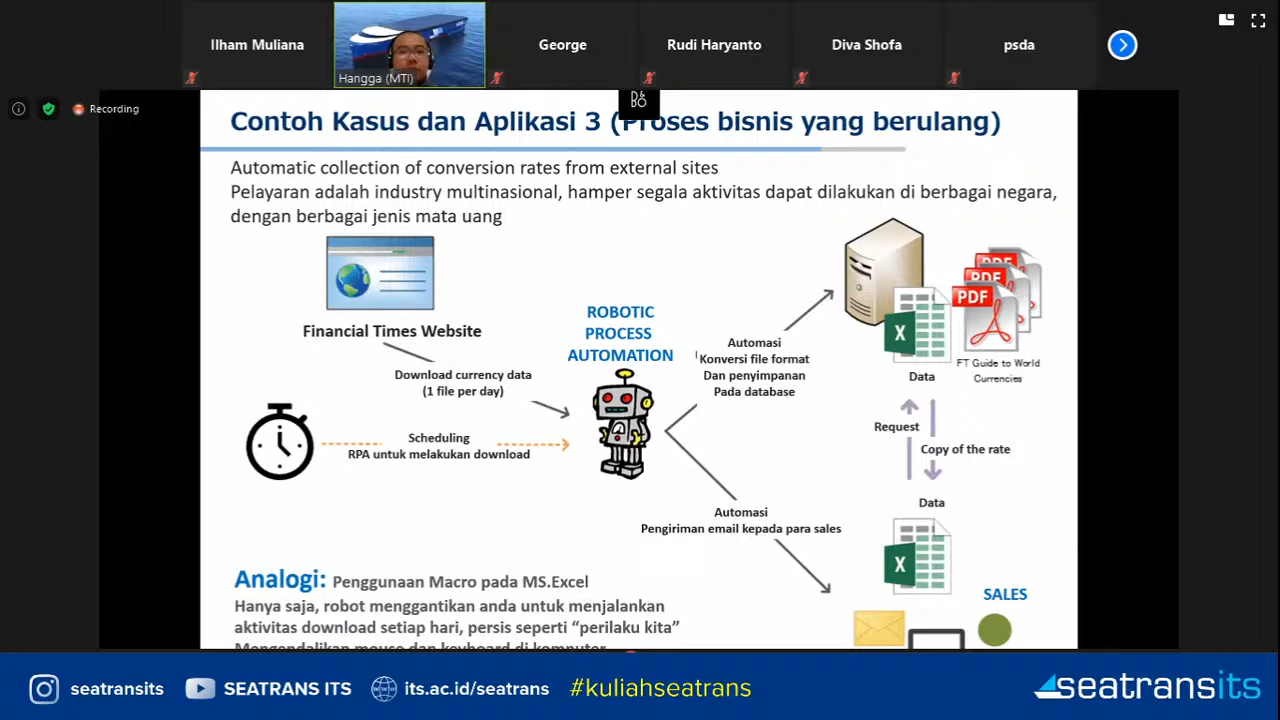 Ilham Muliana
Hangga (MTI)
George
Rudi Haryanto
Diva Shofa
psda
Recording
Contoh Kasus dan Aplikasi 3 (Proses bisnis yang berulang)
Automatic collection of conversion rates from external sites
Pelayaran adalah industry multinasional, hamper segala aktivitas dapat dilakukan di berbagai negara,
dengan berbagai jenis mata uang
Financial Times Website
Download currency data
(1 file per day)
Scheduling
RPA untuk melakukan download
ROBOTIC
PROCESS
AUTOMATION
Automasi
Konversi file format
Dan penyimpanan
Pada database
PDF
PDF
PDF
X
Data
FT Guide to World
Currencies
Request
Copy of the rate
Data
X
Automasi
Pengiriman email kepada para sales
SALES
Analogi: Penggunaan Macro pada MS.Excel
Hanya saja, robot menggantikan anda untuk menjalankan
aktivitas download setiap hari, persis seperti “perilaku kita”
Mengendalikan mouse dan keyboard di komputer
seatransits
SEATRANS ITS
its.ac.id/seatrans
#kuliahseatrans
seatransits